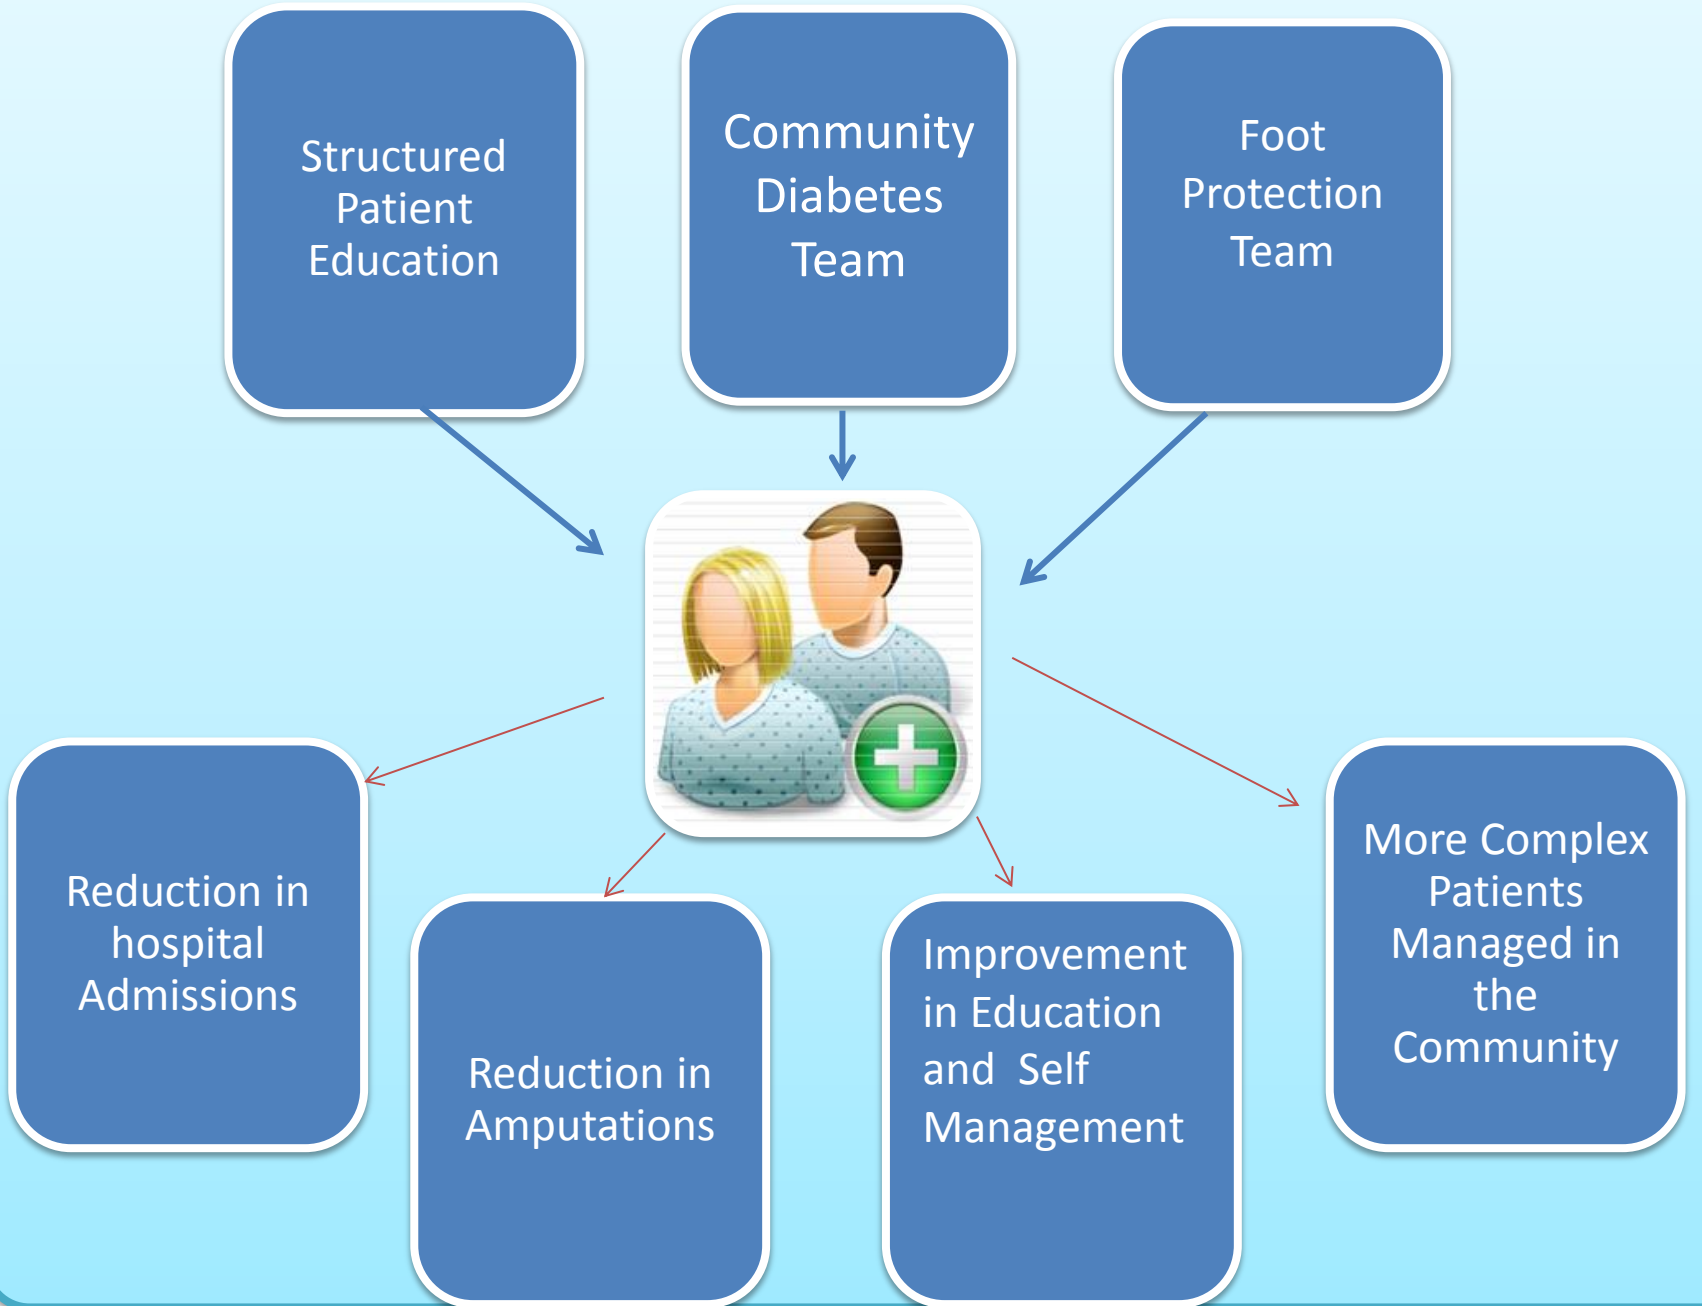 Structured
Patient
Education
Community
Diabetes
Team
Foot
Protection
Team
Reduction in
hospital
Admissions
Reduction in
Amputations
Improvement
in Education
and  Self
Management
More Complex
Patients
Managed in
the
Community